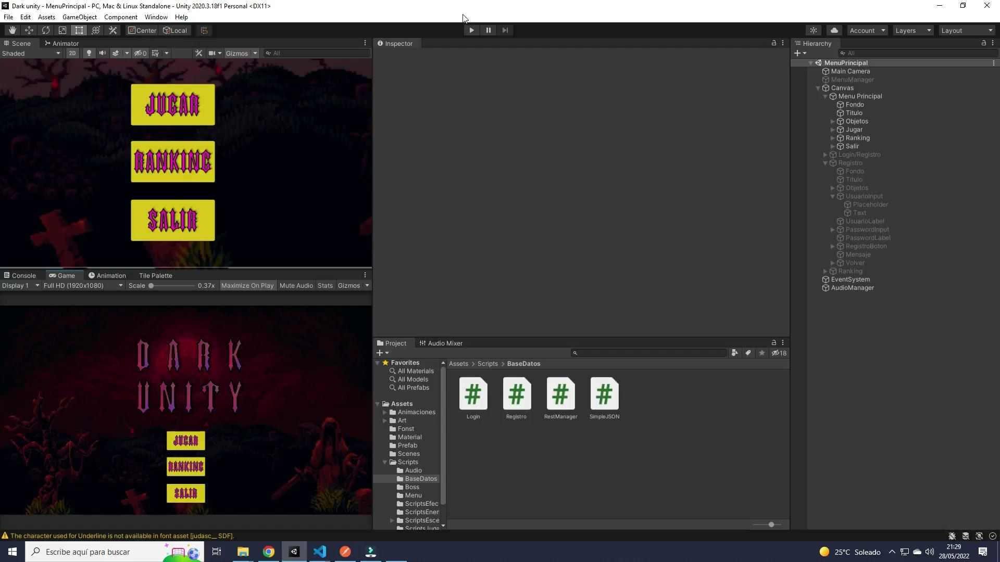 Dark unity - MenuPrincipal - PC, Mac & Linux Standalone - Unity 2020.3.18f1 Personal <DX11>
File Edit Assets GameObject Component Window Help
Center Local Account Layers Layout
Scene Animator
Shaded 2D 0 Gizmos All
JUGAR
RANKING
SALIR
Console Game Animation Tile Palette
Display 1 Full HD (1920x1080) Scale 0.37x Maximize On Play Mute Audio Stats Gizmos
DARK
UNITY
JUGAR
RANKING
SALIR
Inspector
Project Audio Mixer
18
Favorites
All Materials
All Models
All Prefabs
Assets
Animaciones
Art
Fonst
Material
Prefab
Scenes
Scripts
Audio
BaseDatos
Boss
Menu
ScriptsEfec
ScriptsEnen
ScriptsEsce
ScriptsJuga
Assets > Scripts > BaseDatos
Login Registro RestManager SimpleJSON
Hierarchy
All
MenuPrincipal
Main Camera
MenuManager
Canvas
Menu Principal
Fondo
Titulo
Objetos
Jugar
Ranking
Salir
Login/Registro
Registro
Fondo
Titulo
Objetos
UsuarioInput
Placeholder
Text
UsuarioLabel
PasswordInput
PasswordLabel
RegistroBoton
Mensaje
Volver
Ranking
EventSystem
AudioManager
The character used for Underline is not available in font asset [judasc__ SDF].
Escribe aquí para buscar
25°C Soleado
21:29
28/05/2022